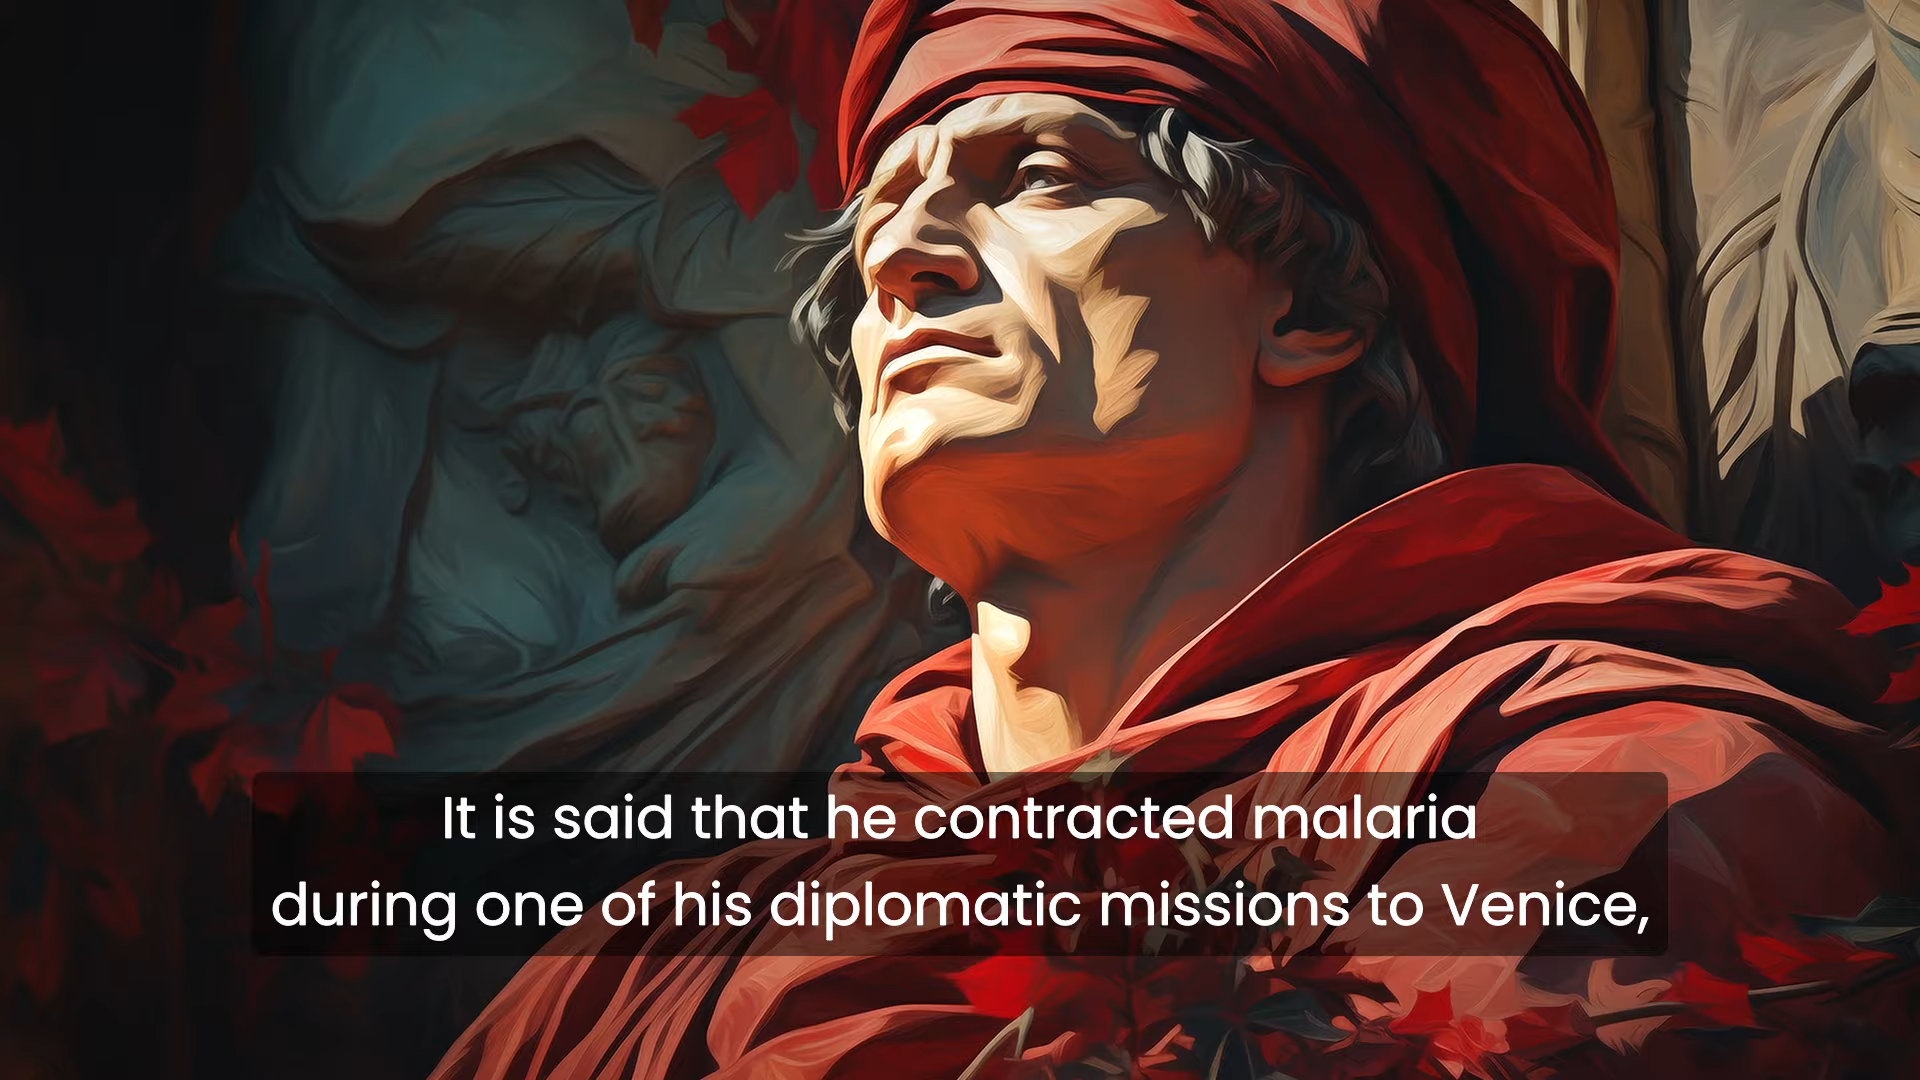 It is said that he contracted malaria
during one of his diplomatic missions to Venice,